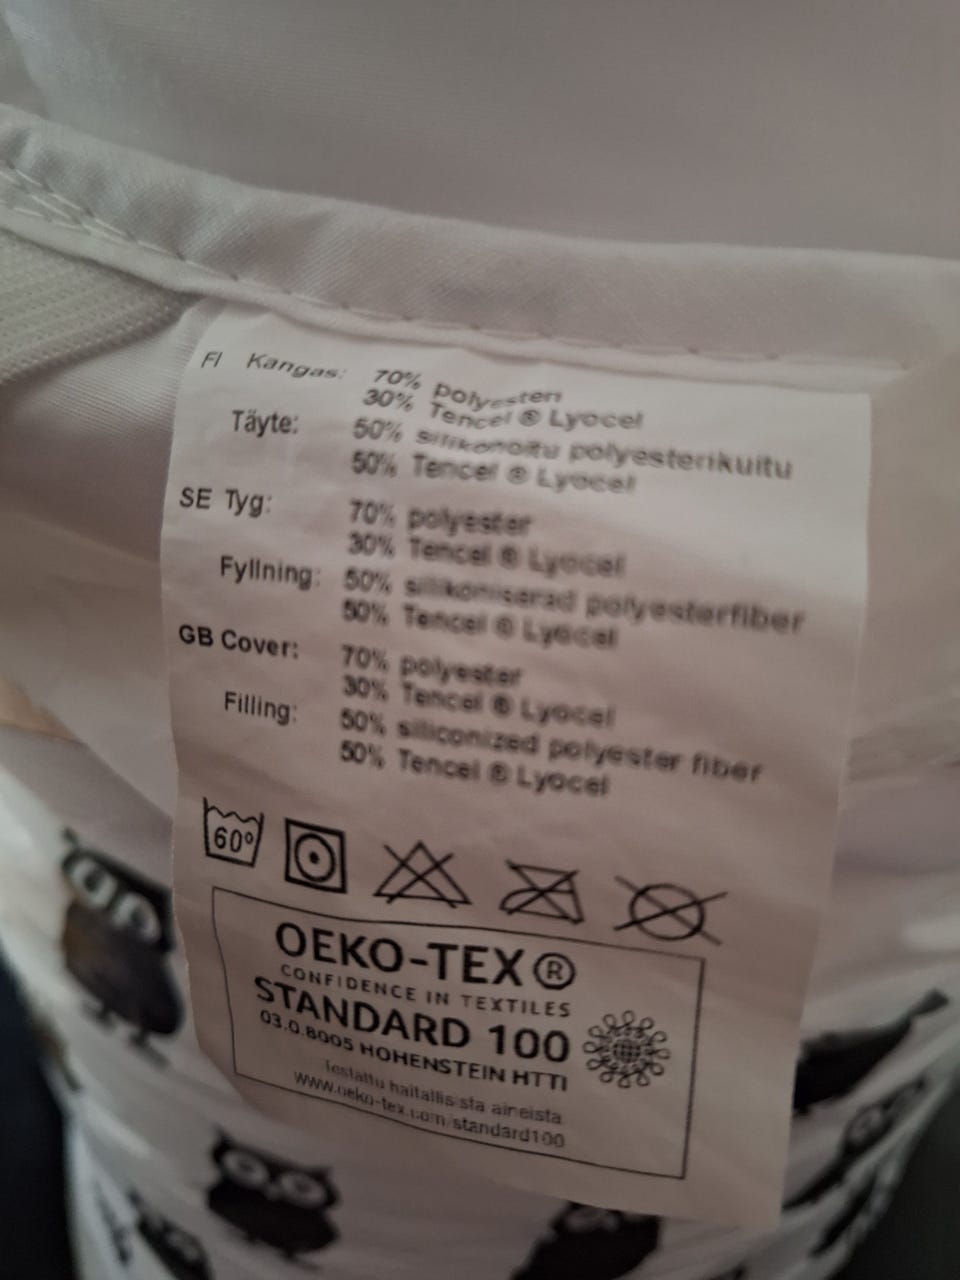 FI Kangas: 70% polyesteri
30% Tencel ® Lyocel
Täyte: 50% silikonoitu polyesterikuitu
50% Tencel ® Lyocel
SE Tyg: 70% polyester
30% Tencel ® Lyocel
Fyllning: 50% silikoniserad polyesterfiber
50% Tencel ® Lyocel
GB Cover: 70% polyester
30% Tencel ® Lyocel
Filling: 50% siliconized polyester fiber
50% Tencel ® Lyocel
60°
OEKO-TEX®
CONFIDENCE IN TEXTILES
STANDARD 100
03.0.8005 HOHENSTEIN HTTI
Testattu haitallisista aineista
www.oeko-tex.com/standard100